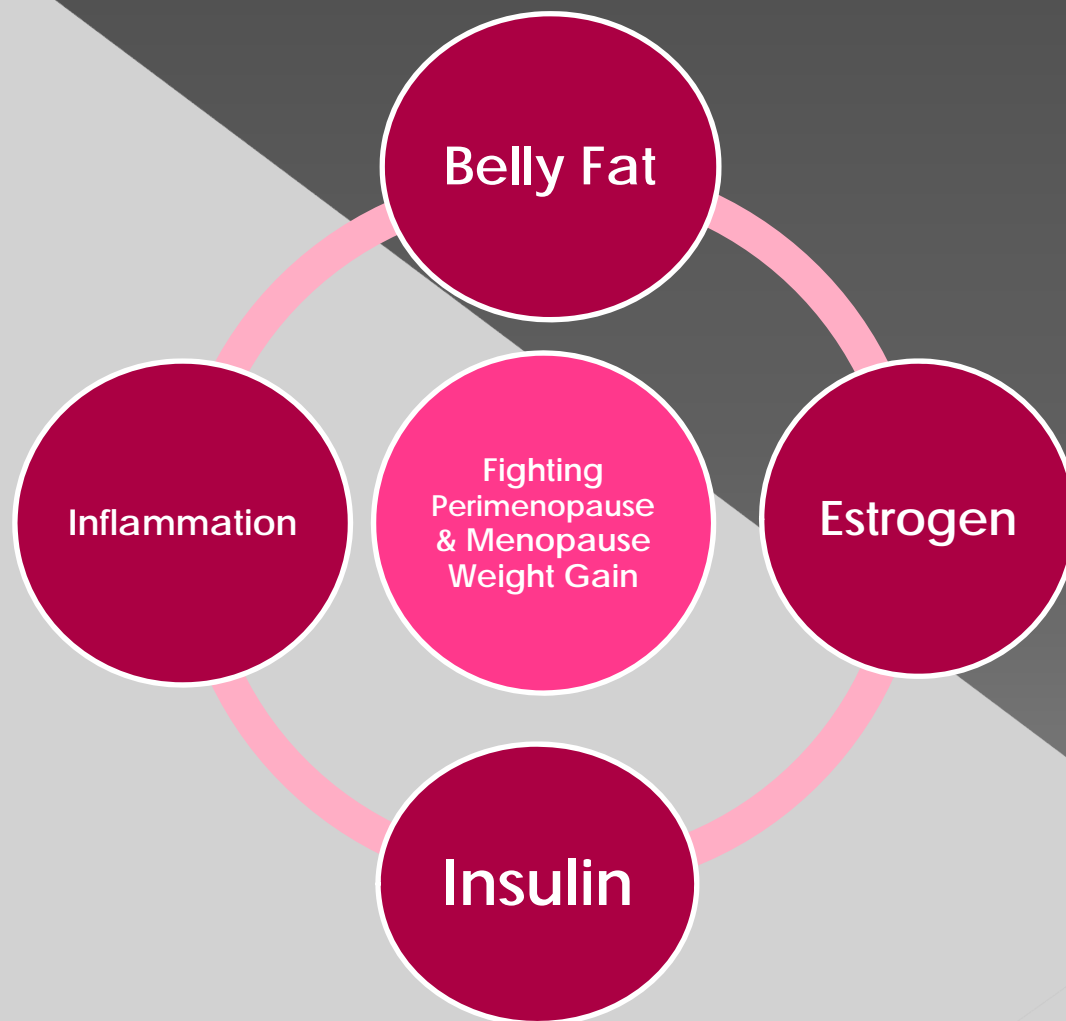 Belly Fat
Inflammation
Fighting
Perimenopause
& Menopause
Weight Gain
Estrogen
Insulin